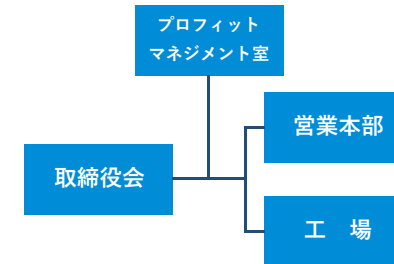 プロフィット
マネジメント室
営業本部
取締役会
工　場